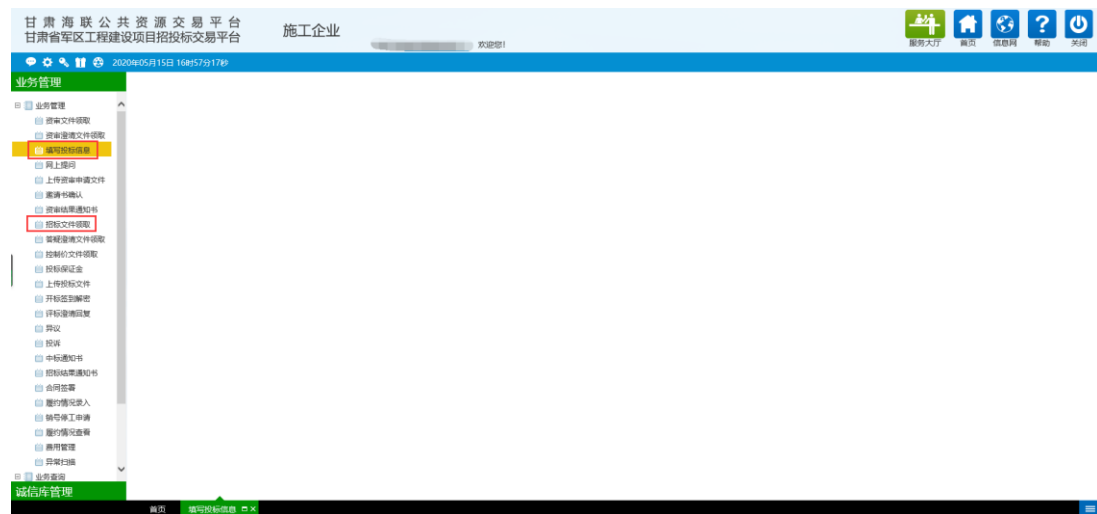 甘肃海联公共资源交易平台
甘肃省军区工程建设项目招投标交易平台
施工企业
欢迎您!
服务大厅
首页
信息网
帮助
关闭
2020年05月15日 16时57分17秒
业务管理
业务管理
资审文件领取
资审澄清文件领取
填写投标信息
网上提问
上传资审申请文件
邀请书确认
资审结果通知书
招标文件领取
答疑澄清文件领取
控制价文件领取
投标保证金
上传投标文件
开标签到解密
评标澄清回复
异议
投诉
中标通知书
招标结果通知书
合同签署
履约情况录入
销号停工申请
履约情况查看
费用管理
异常扫描
业务查询
诚信库管理
首页
填写投标信息